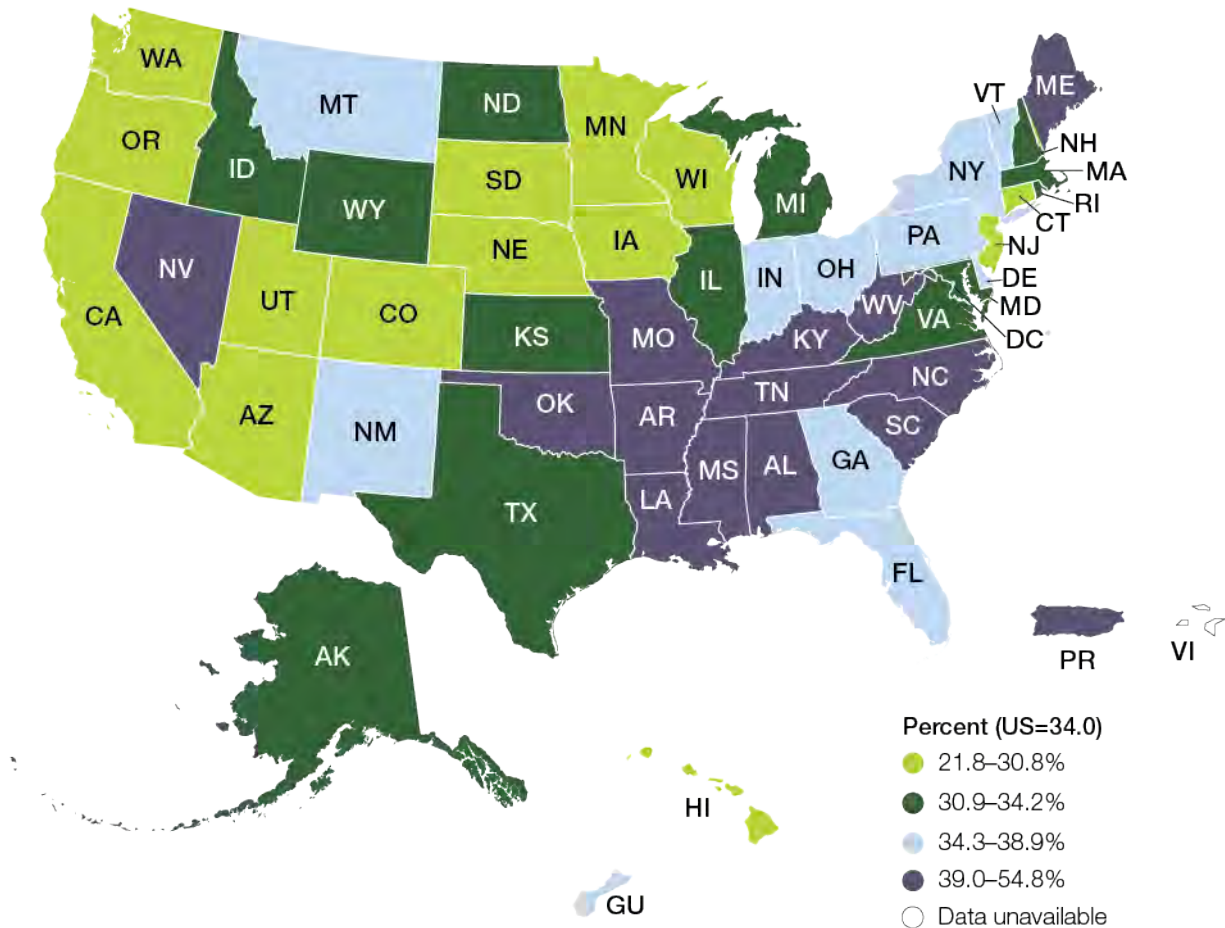 WA
MT
ND
MN
VT
ME
OR
ID
SD
WI
NY
NH
MA
WY
MI
RI
CT
NE
IA
PA
NJ
NV
UT
CO
IL
IN
OH
DE
MD
CA
KS
MO
WV
VA
DC
KY
AZ
NM
OK
AR
TN
NC
SC
MS
AL
GA
LA
TX
FL
AK
PR
VI
HI
GU
Percent (US=34.0)
21.8–30.8%
30.9–34.2%
34.3–38.9%
39.0–54.8%
Data unavailable